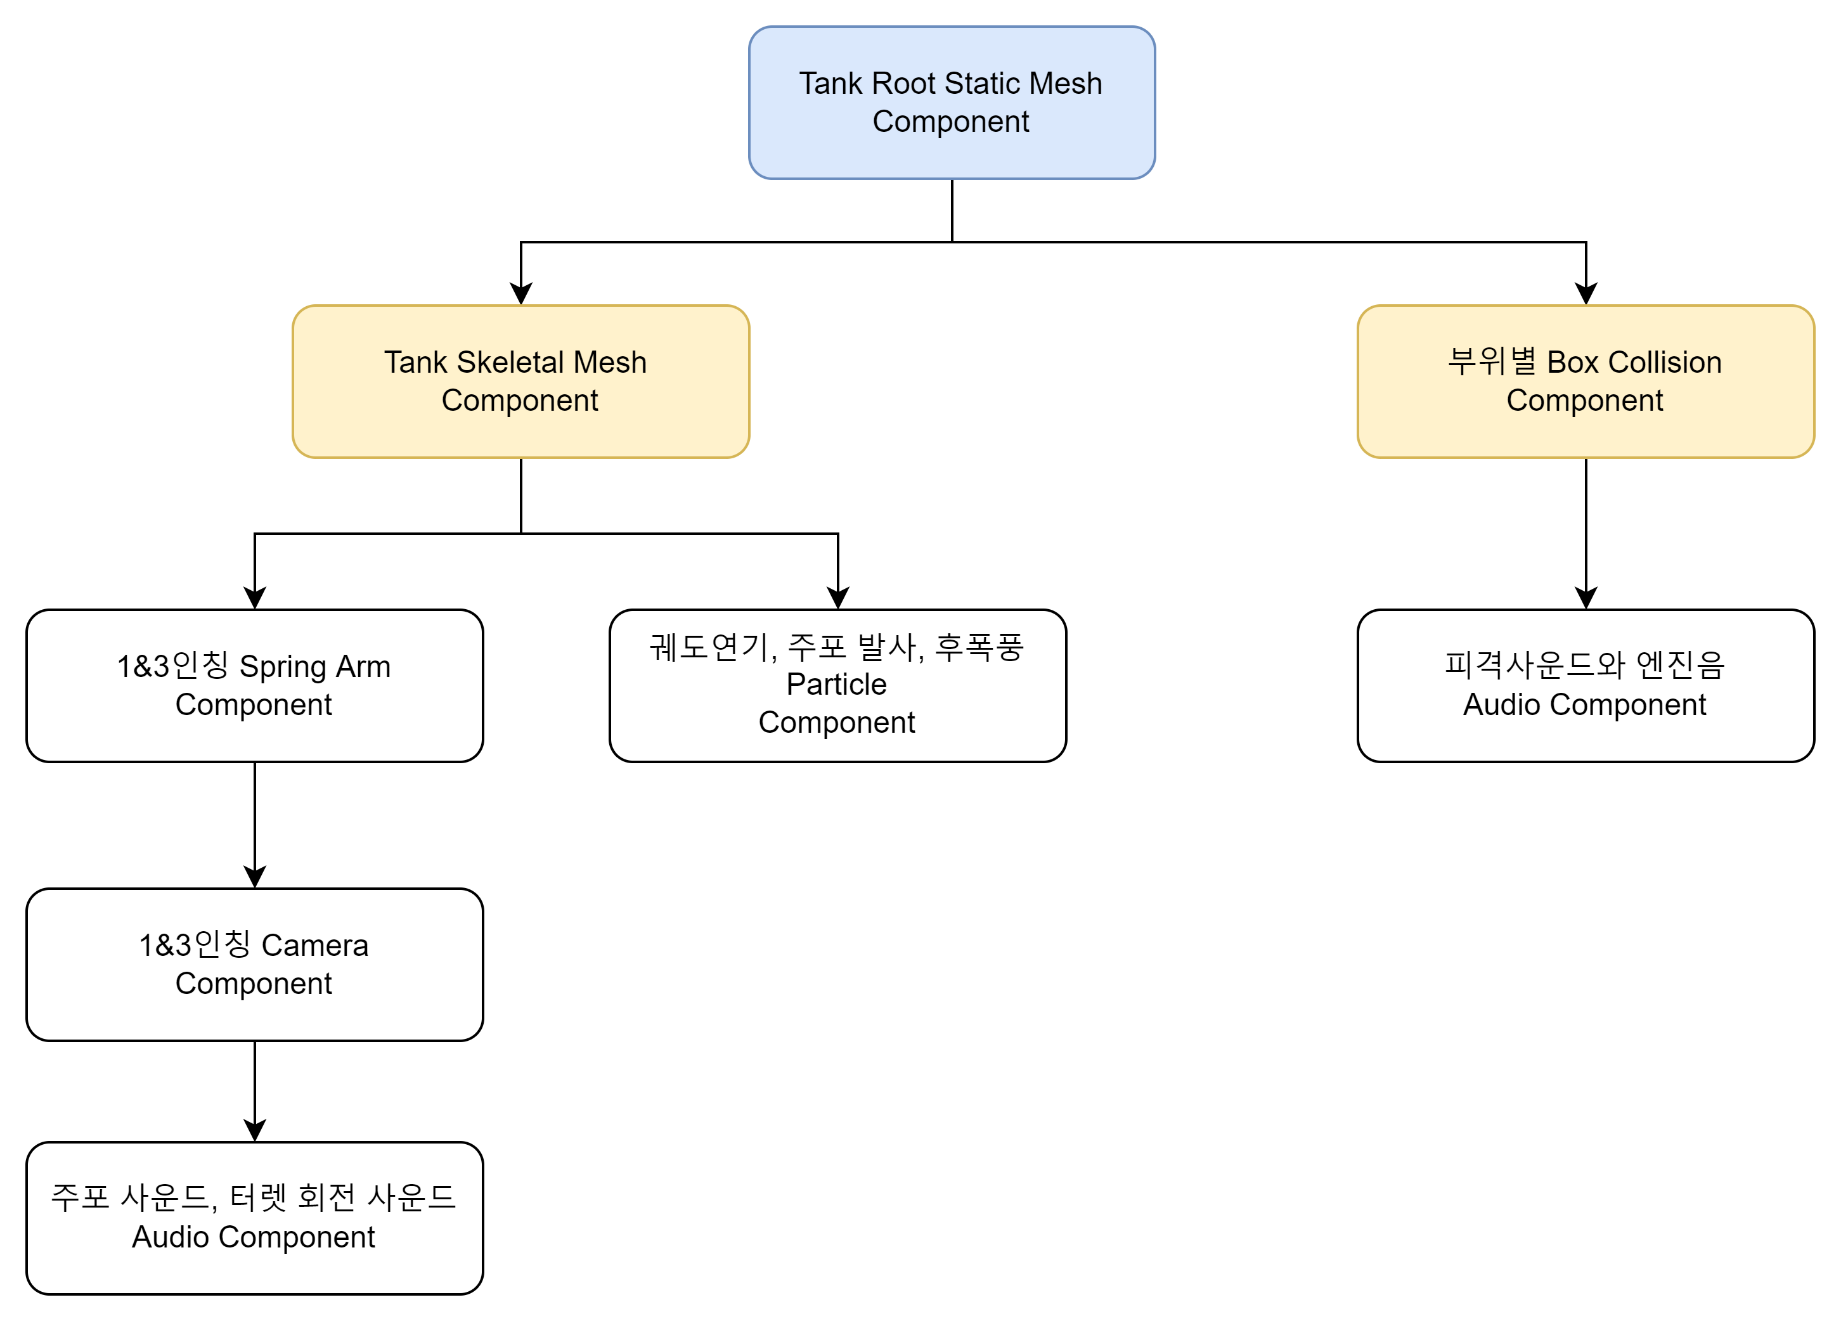 Tank Root Static Mesh
Component
Tank Skeletal Mesh
Component
부위별 Box Collision
Component
1&3인칭 Spring Arm
Component
궤도연기, 주포 발사, 후폭풍
Particle
Component
피격사운드와 엔진음
Audio Component
1&3인칭 Camera
Component
주포 사운드, 터렛 회전 사운드
Audio Component